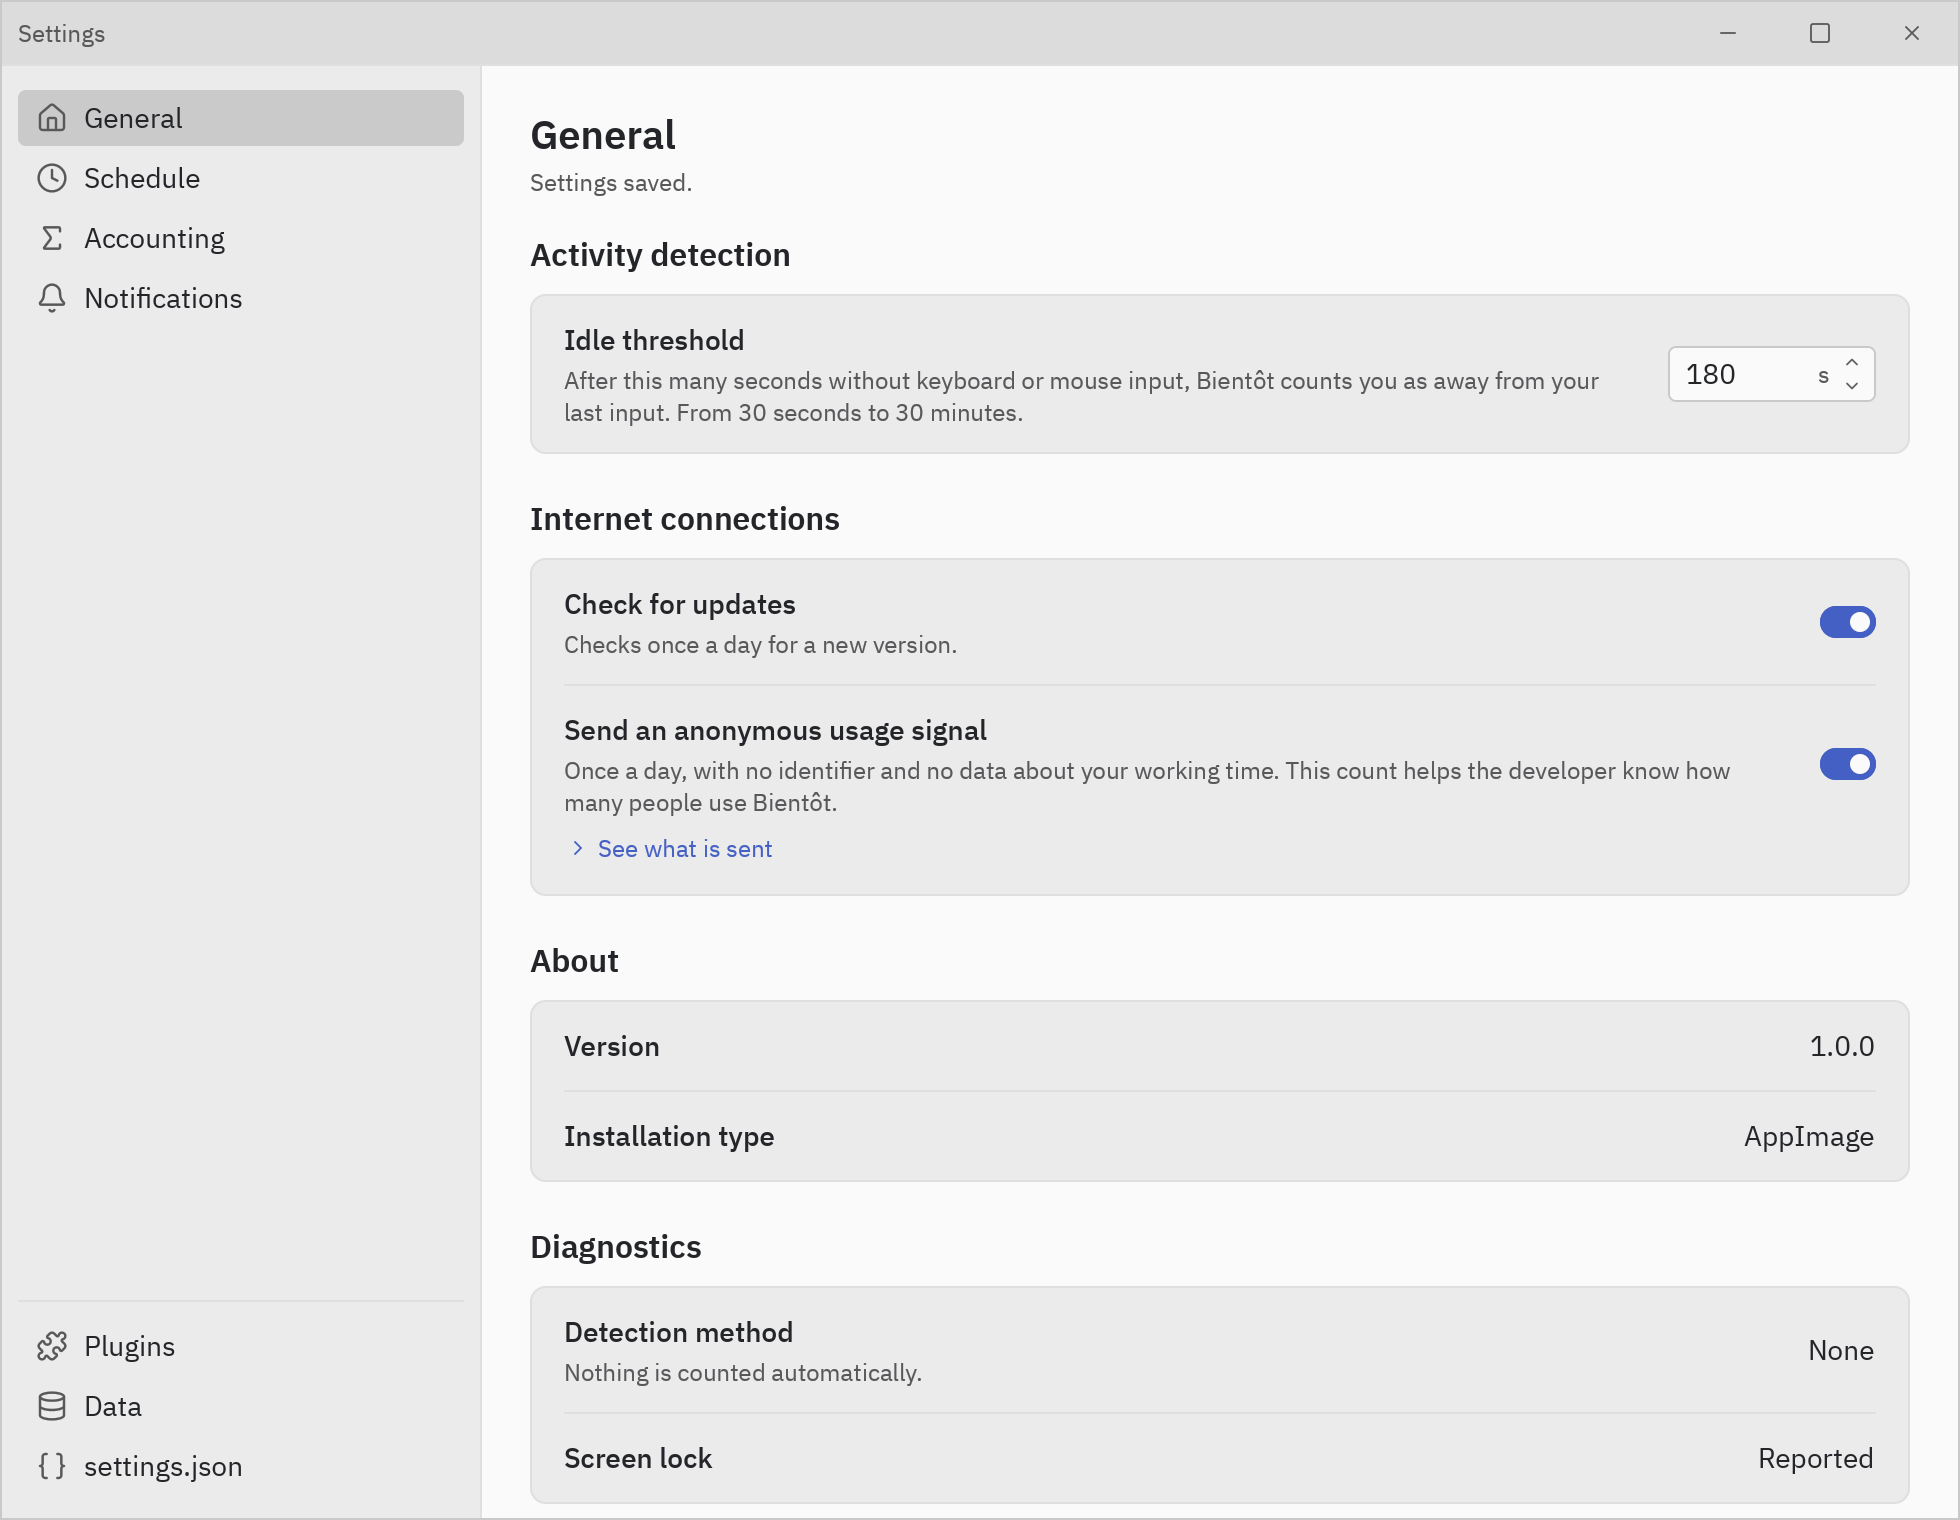 Settings
General
Schedule
Accounting
Notifications
Plugins
Data
settings.json
General
Settings saved.
Activity detection
Idle threshold
After this many seconds without keyboard or mouse input, Bientôt counts you as away from your
last input. From 30 seconds to 30 minutes.
180 s
Internet connections
Check for updates
Checks once a day for a new version.
Send an anonymous usage signal
Once a day, with no identifier and no data about your working time. This count helps the developer know how
many people use Bientôt.
See what is sent
About
Version 1.0.0
Installation type AppImage
Diagnostics
Detection method
Nothing is counted automatically.
None
Screen lock Reported